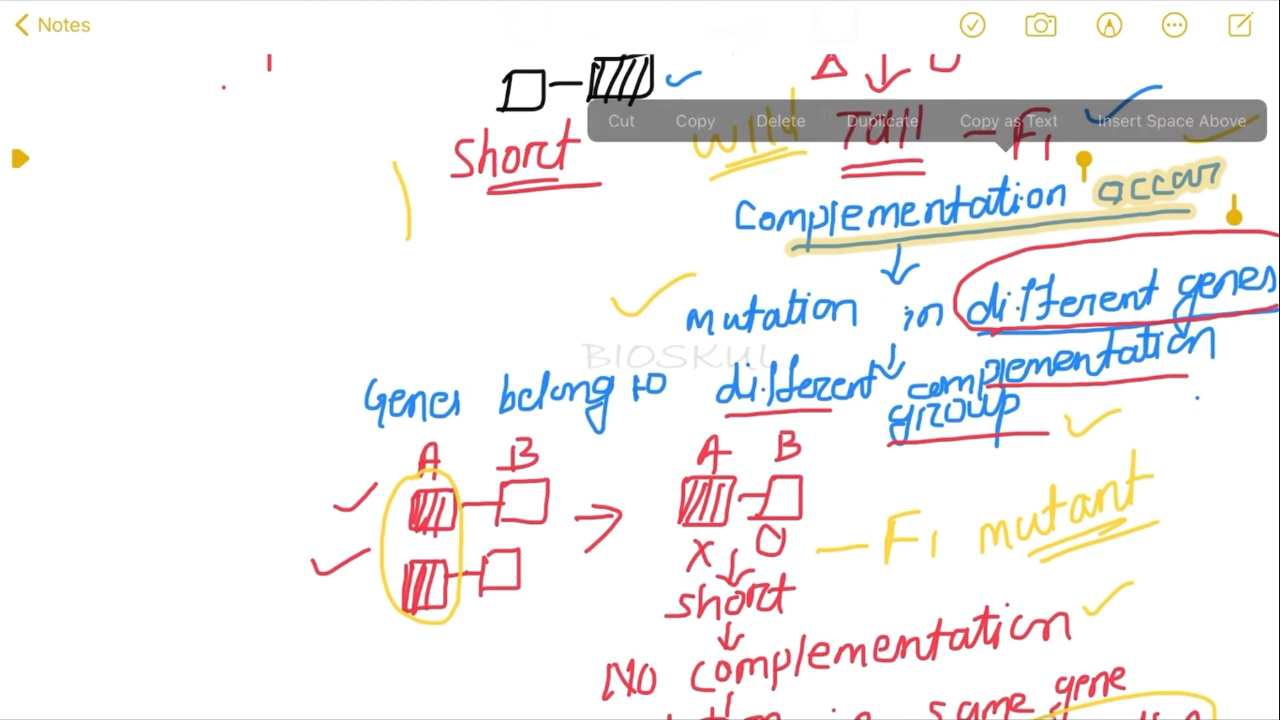 Notes
Cut Copy Delete Duplicate Copy as Text Insert Space Above
Short
wild Tall - F1
Complementation occur
Mutation in different genes
BIOSKUL
Genes belong to different complementation
group
A B A B
X O
- F1 mutant
short
No complementation
in same gene